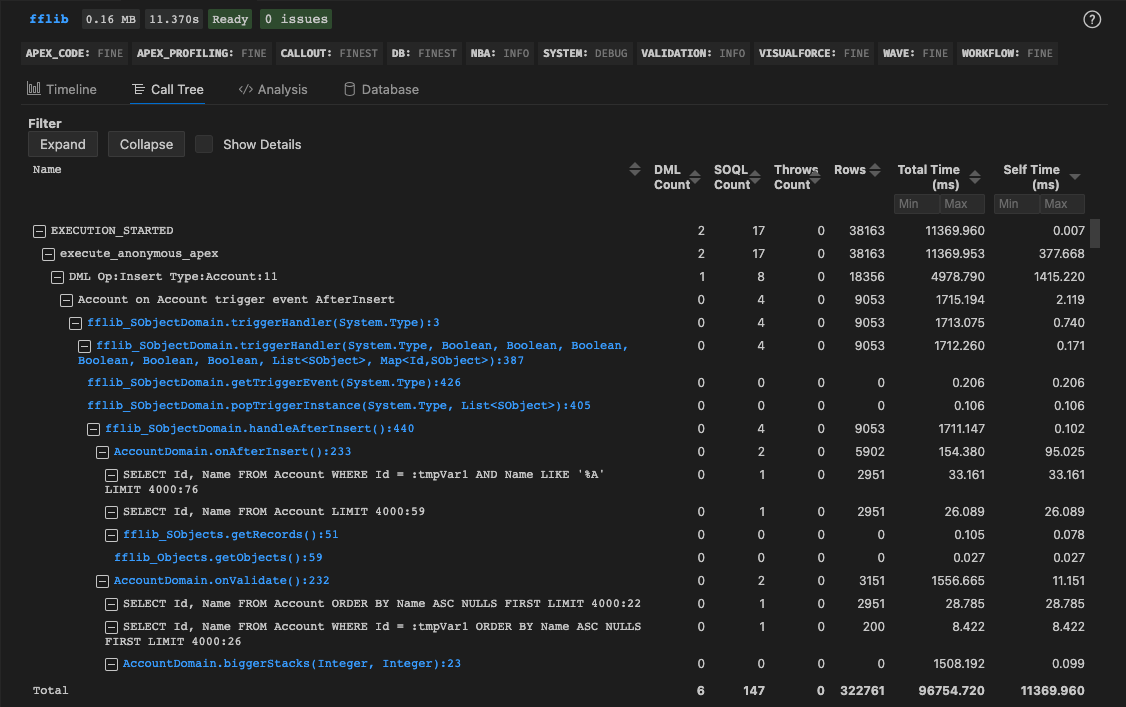 fflib 0.16 MB 11.370s Ready 0 issues ?
APEX_CODE: FINE APEX_PROFILING: FINE CALLOUT: FINEST DB: FINEST NBA: INFO SYSTEM: DEBUG VALIDATION: INFO VISUALFORCE: FINE WAVE: FINE WORKFLOW: FINE
Timeline Call Tree </> Analysis Database
Filter
Expand Collapse Show Details
Name DML Count SOQL Count Throws Count Rows Total Time (ms) Self Time (ms)
Min Max Min Max
EXECUTION_STARTED 2 17 0 38163 11369.960 0.007
execute_anonymous_apex 2 17 0 38163 11369.953 377.668
DML Op:Insert Type:Account:11 1 8 0 18356 4978.790 1415.220
Account on Account trigger event AfterInsert 0 4 0 9053 1715.194 2.119
fflib_SObjectDomain.triggerHandler(System.Type):3 0 4 0 9053 1713.075 0.740
fflib_SObjectDomain.triggerHandler(System.Type, Boolean, Boolean, Boolean, 0 4 0 9053 1712.260 0.171
Boolean, Boolean, Boolean, List<SObject>, Map<Id,SObject>):387
fflib_SObjectDomain.getTriggerEvent(System.Type):426 0 0 0 0 0.206 0.206
fflib_SObjectDomain.popTriggerInstance(System.Type, List<SObject>):405 0 0 0 0 0.106 0.106
fflib_SObjectDomain.handleAfterInsert():440 0 4 0 9053 1711.147 0.102
AccountDomain.onAfterInsert():233 0 2 0 5902 154.380 95.025
SELECT Id, Name FROM Account WHERE Id = :tmpVar1 AND Name LIKE '%A' 0 1 0 2951 33.161 33.161
LIMIT 4000:76
SELECT Id, Name FROM Account LIMIT 4000:59 0 1 0 2951 26.089 26.089
fflib_SObjects.getRecords():51 0 0 0 0 0.105 0.078
fflib_Objects.getObjects():59 0 0 0 0 0.027 0.027
AccountDomain.onValidate():232 0 2 0 3151 1556.665 11.151
SELECT Id, Name FROM Account ORDER BY Name ASC NULLS FIRST LIMIT 4000:22 0 1 0 2951 28.785 28.785
SELECT Id, Name FROM Account WHERE Id = :tmpVar1 ORDER BY Name ASC NULLS 0 1 0 200 8.422 8.422
FIRST LIMIT 4000:26
AccountDomain.biggerStacks(Integer, Integer):23 0 0 0 0 1508.192 0.099
Total 6 147 0 322761 96754.720 11369.960